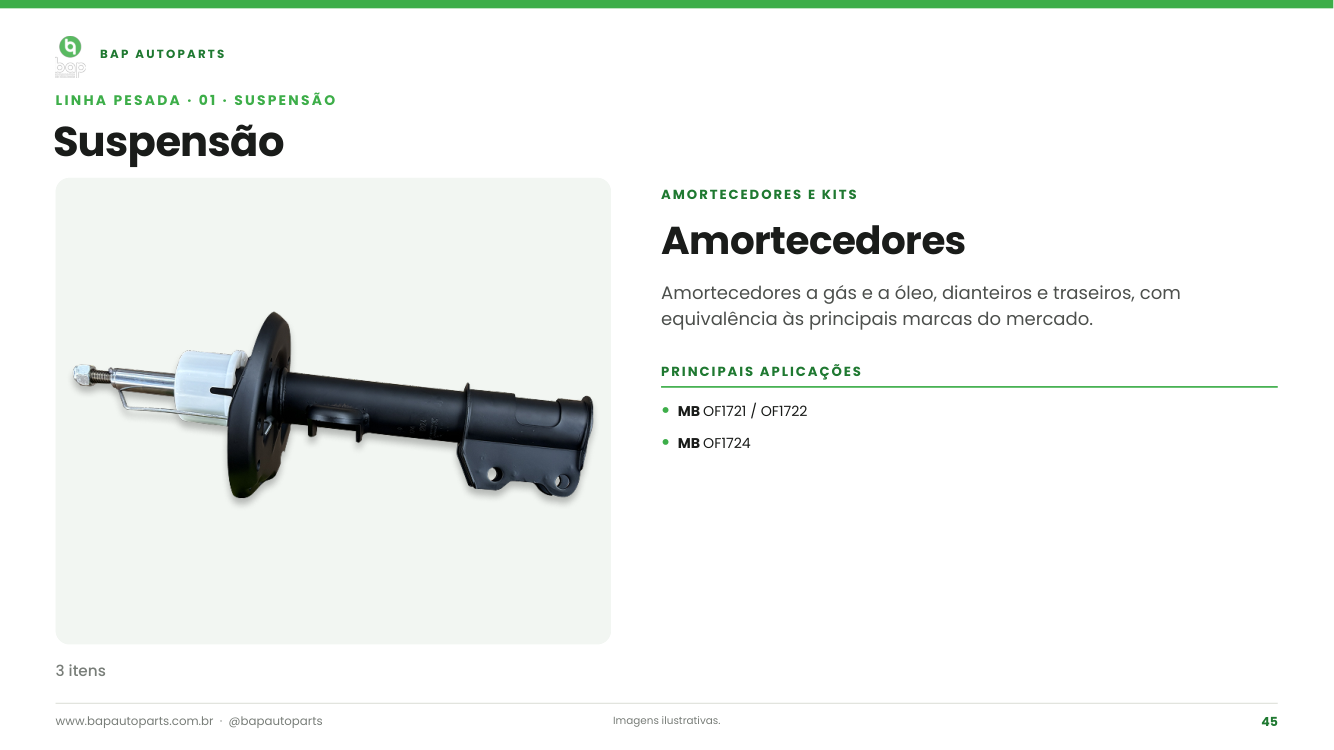 bap
BAP AUTOPARTS
LINHA PESADA · 01 · SUSPENSÃO
Suspensão
AMORTECEDORES E KITS
Amortecedores
Amortecedores a gás e a óleo, dianteiros e traseiros, com
equivalência às principais marcas do mercado.
PRINCIPAIS APLICAÇÕES
• MB OF1721 / OF1722
• MB OF1724
3 itens
www.bapautoparts.com.br · @bapautoparts
Imagens ilustrativas.
45